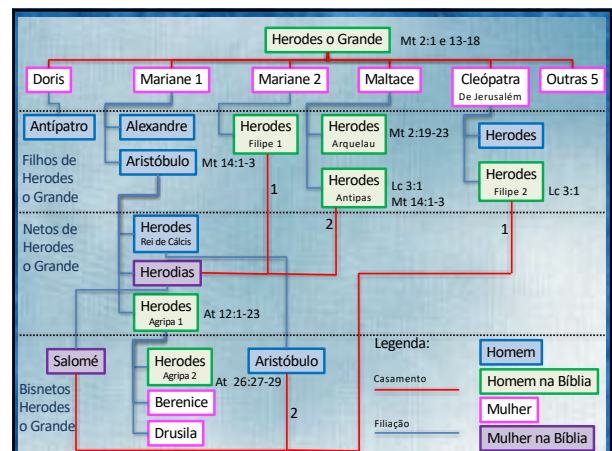 Herodes o Grande
Mt 2:1 e 13-18
Doris
Mariane 1
Mariane 2
Maltace
Cleópatra
De Jerusalém
Outras 5
Antípatro
Alexandre
Herodes
Filipe 1
Herodes
Arquelau
Mt 2:19-23
Herodes
Filhos de
Herodes
o Grande
Aristóbulo
Mt 14:1-3
Herodes
Antipas
Lc 3:1
Mt 14:1-3
Herodes
Filipe 2
Lc 3:1
1
2
1
Netos de
Herodes
o Grande
Herodes
Rei de Cálcis
Herodias
Herodes
Agripa 1
At 12:1-23
Salomé
Herodes
Agripa 2
At 26:27-29
Aristóbulo
Bisnetos
Herodes
o Grande
Berenice
Drusila
2
Legenda:
Casamento
Filiação
Homem
Homem na Bíblia
Mulher
Mulher na Bíblia